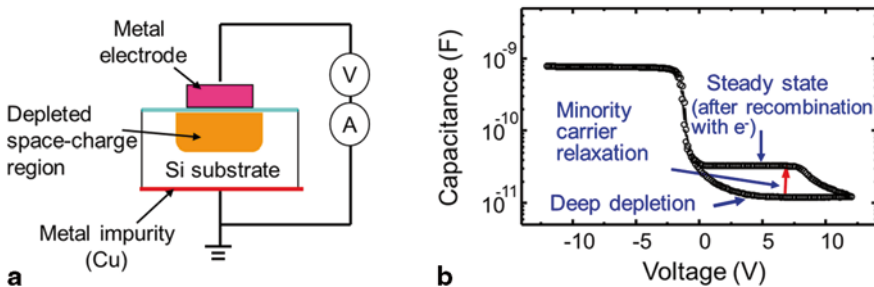 Metal
electrode
Depleted
space-charge
region
Si substrate
Metal impurity
(Cu)
V
A
a
Capacitance (F)
10⁻⁹
10⁻¹⁰
10⁻¹¹
Steady state
(after recombination
with e⁻)
Minority
carrier
relaxation
Deep depletion
-10
-5
0
5
10
Voltage (V)
b